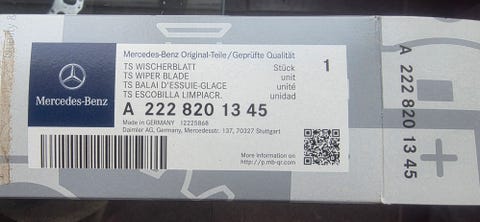 Mercedes-Benz Original-Teile/Geprüfte Qualität
TS WISCHERBLATT Stück 1
TS WIPER BLADE unit
TS BALAI D'ESSUIE-GLACE unité
TS ESCOBILLA LIMPIACR. unidad
A 222 820 13 45
Made in GERMANY 12225868
Daimler AG, Germany, Mercedesstr. 137, 70327 Stuttgart
Mercedes-Benz
More information on
http://p.mb-qr.com
A 222 820 13 45